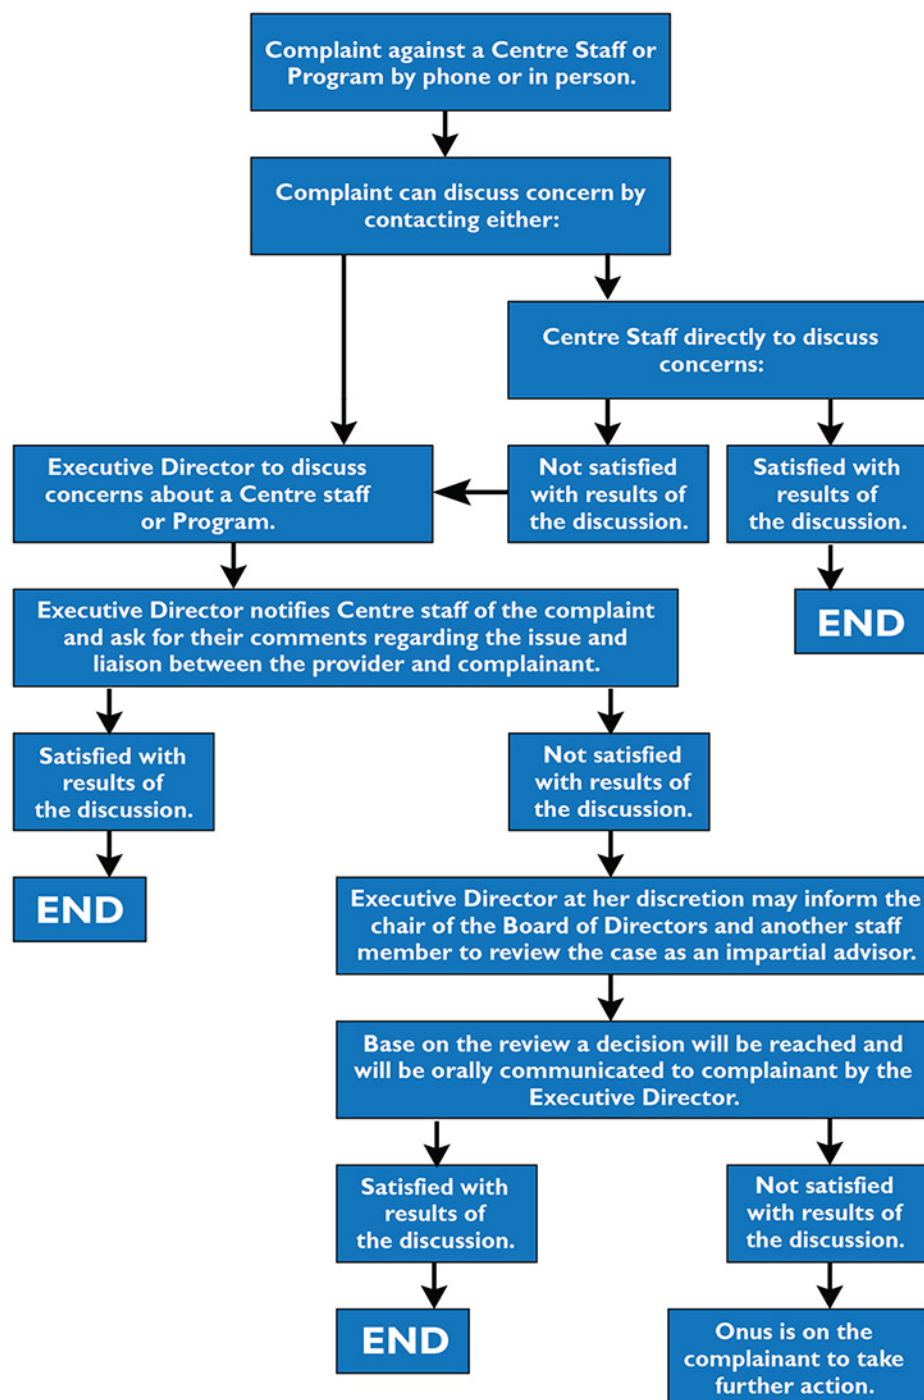 Complaint against a Centre Staff or
Program by phone or in person.
Complaint can discuss concern by
contacting either:
Centre Staff directly to discuss
concerns:
Executive Director to discuss
concerns about a Centre staff
or Program.
Not satisfied
with results of
the discussion.
Satisfied with
results of
the discussion.
END
Executive Director notifies Centre staff of the complaint
and ask for their comments regarding the issue and
liaison between the provider and complainant.
Satisfied with
results of
the discussion.
Not satisfied
with results of
the discussion.
END
Executive Director at her discretion may inform the
chair of the Board of Directors and another staff
member to review the case as an impartial advisor.
Base on the review a decision will be reached and
will be orally communicated to complainant by the
Executive Director.
Satisfied with
results of
the discussion.
Not satisfied
with results of
the discussion.
END
Onus is on the
complainant to take
further action.